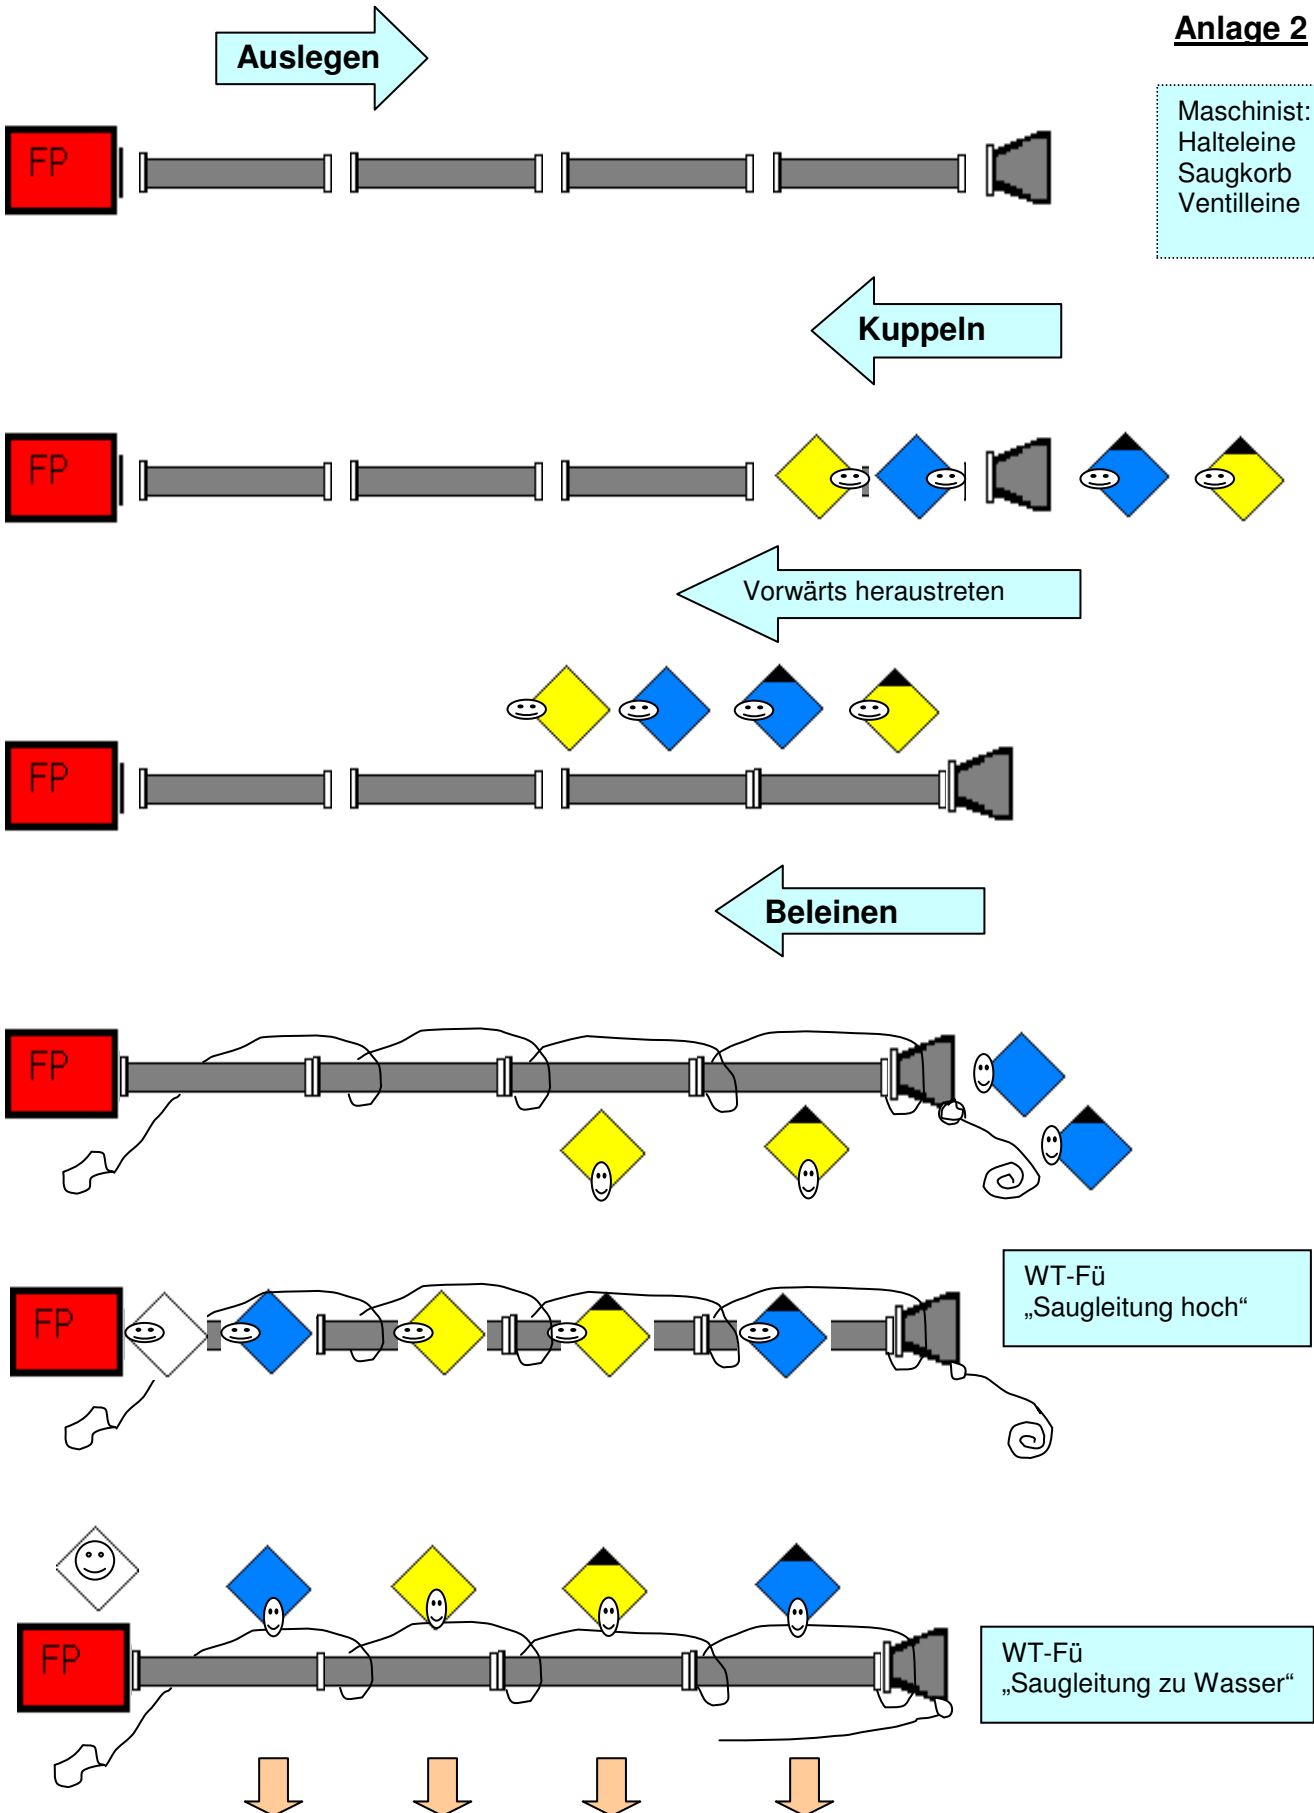 Anlage 2
Auslegen
Maschinist:
Halteleine
Saugkorb
Ventilleine
FP
Kuppeln
FP
Vorwärts heraustreten
FP
Beleinen
FP
WT-Fü
„Saugleitung hoch“
FP
WT-Fü
„Saugleitung zu Wasser“
FP